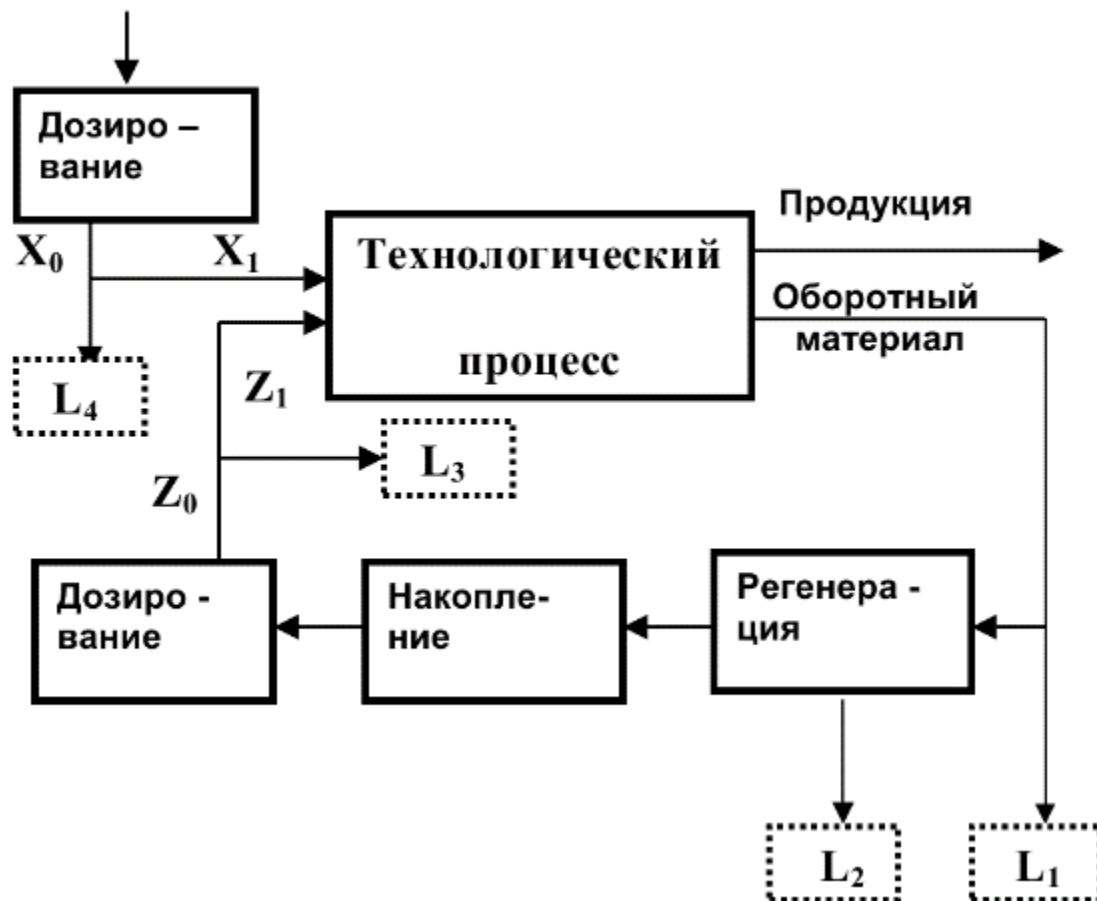 Дозиро –
вание
X₀
X₁
Технологический
процесс
Продукция
Оборотный
материал
L₄
Z₁
L₃
Z₀
Дозиро -
вание
Накопле-
ние
Регенера -
ция
L₂
L₁